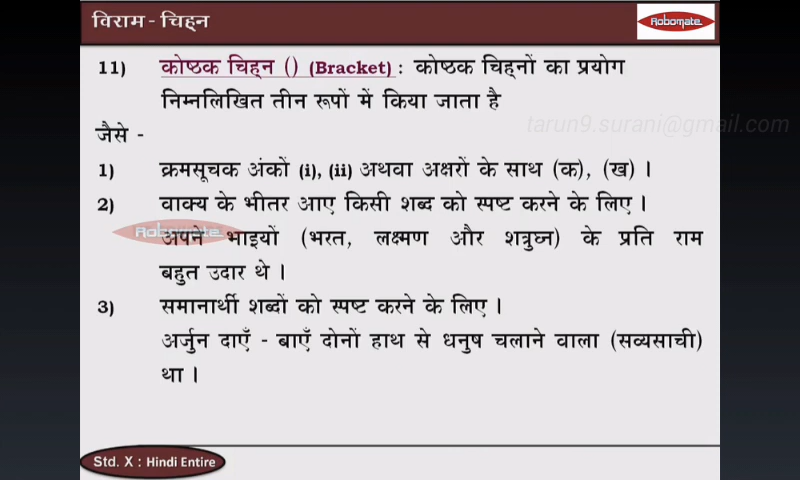 विराम - चिह्न
Robomate+
11) कोष्ठक चिह्न () (Bracket) : कोष्ठक चिह्नों का प्रयोग
निम्नलिखित तीन रूपों में किया जाता है
tarun9.surani@gmail.com
जैसे -
1) क्रमसूचक अंकों (i), (ii) अथवा अक्षरों के साथ (क), (ख) ।
2) वाक्य के भीतर आए किसी शब्द को स्पष्ट करने के लिए ।
Robomate+
अपने भाइयों (भरत, लक्ष्मण और शत्रुघ्न) के प्रति राम
बहुत उदार थे ।
3) समानार्थी शब्दों को स्पष्ट करने के लिए ।
अर्जुन दाएँ - बाएँ दोनों हाथ से धनुष चलाने वाला (सव्यसाची)
था ।
Std. X : Hindi Entire